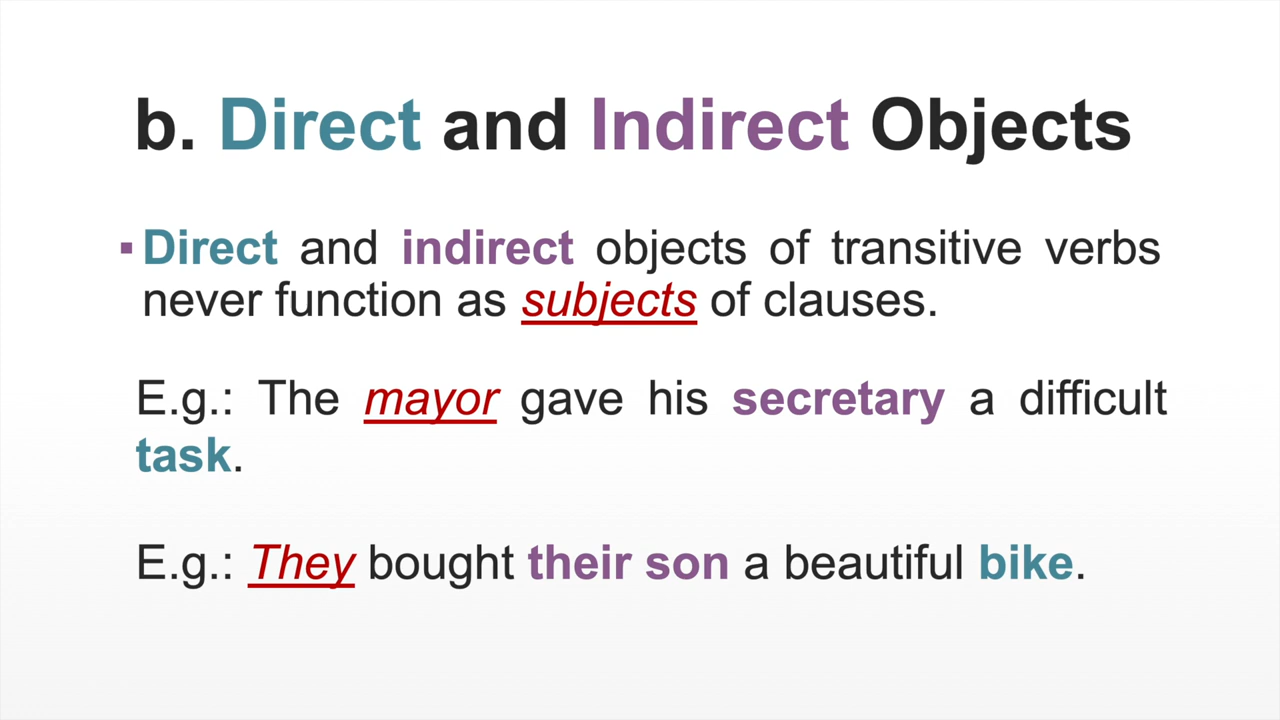 b. Direct and Indirect Objects
▪ Direct and indirect objects of transitive verbs
never function as subjects of clauses.
E.g.: The mayor gave his secretary a difficult
task.
E.g.: They bought their son a beautiful bike.